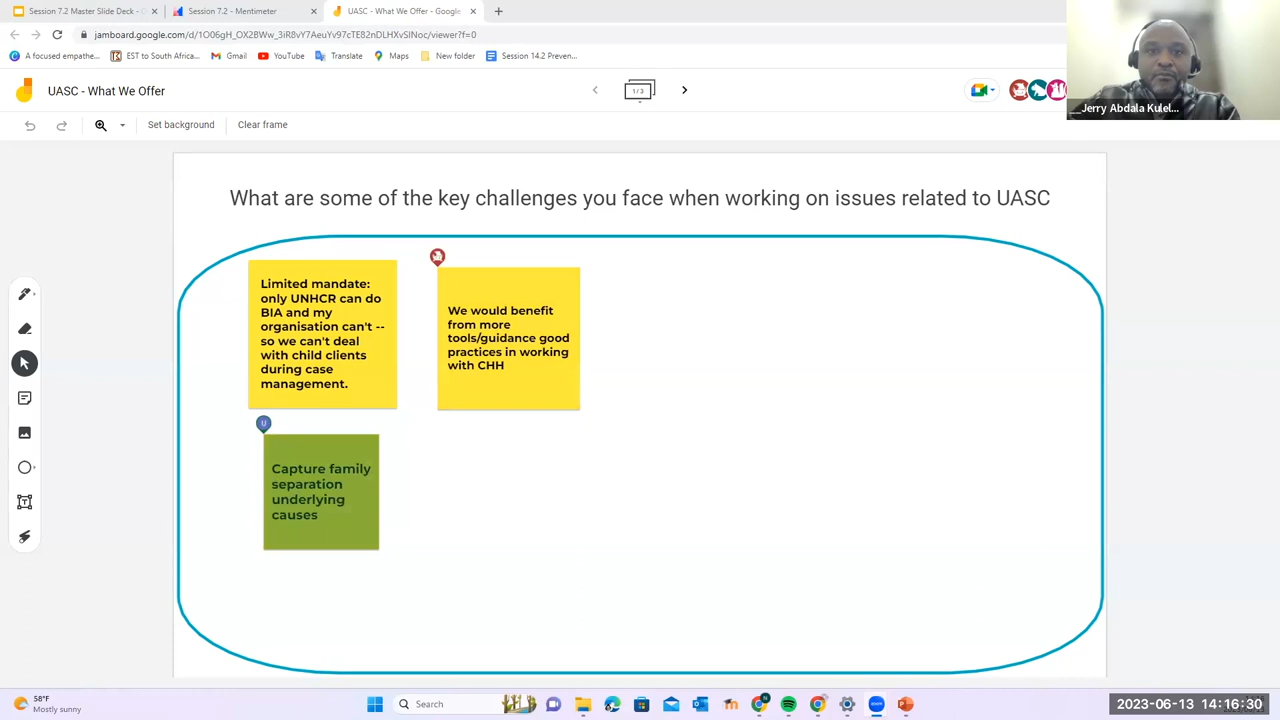 Session 7.2 Master Slide Deck - O
Session 7.2 - Mentimeter
UASC - What We Offer - Google
jamboard.google.com/d/1O06gH_OX2BWw_3iR8vY7AeuYv97cTE82nDLHXvSlNoc/viewer?f=0
A focused empathe...
EST to South Africa...
Gmail
YouTube
Translate
Maps
New folder
Session 14.2 Preven...
UASC - What We Offer
1 / 3
Set background
Clear frame
__Jerry Abdala Kulel...
What are some of the key challenges you face when working on issues related to UASC
Limited mandate:
only UNHCR can do
BIA and my
organisation can't --
so we can't deal
with child clients
during case
management.
We would benefit
from more
tools/guidance good
practices in working
with CHH
U
Capture family
separation
underlying
causes
58°F
Mostly sunny
Search
2023-06-13 14:16:30